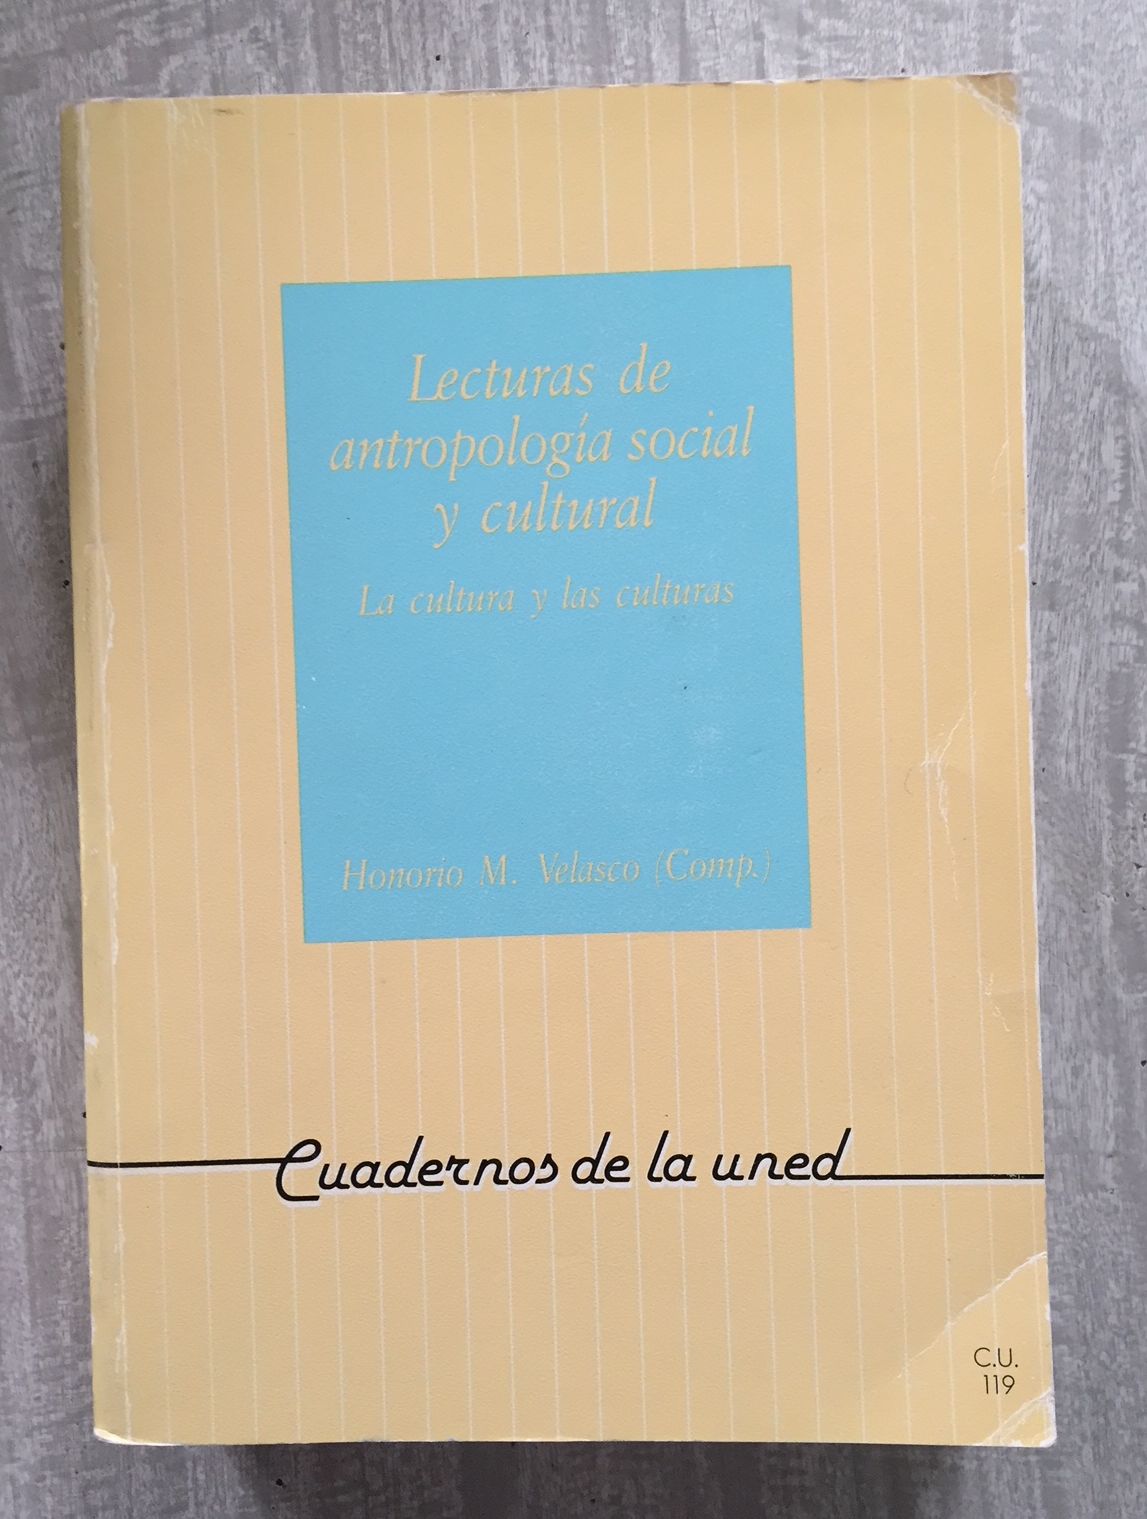 Lecturas de
antropología social
y cultural
La cultura y las culturas
Honorio M. Velasco (Comp.)
Cuadernos de la uned
C.U.
119